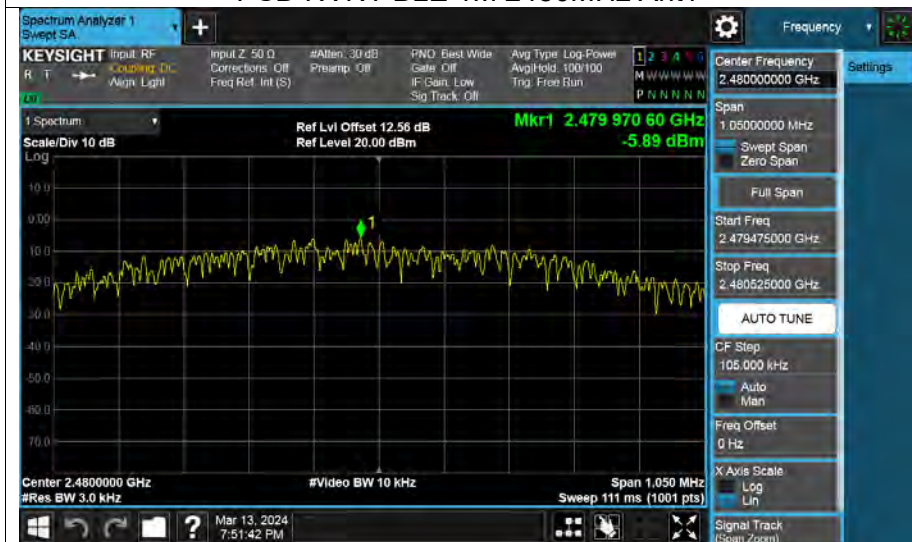 Spectrum Analyzer 1
Swept SA
+
Frequency
KEYSIGHT
R T
Input: RF
Coupling: DC
Align: Light
Input Z: 50 Ω
Corrections: Off
Freq Ref: Int (S)
#Atten: 30 dB
Preamp: Off
PNO: Best Wide
Gate: Off
IF Gain: Low
Sig Track: Off
Avg Type: Log-Power
Avg|Hold: 100/100
Trig: Free Run
1 2 3 4 5 6
M W W W W W
P N N N N N
1 Spectrum
Scale/Div 10 dB
Ref Lvl Offset 12.56 dB
Ref Level 20.00 dBm
Mkr1 2.479 970 60 GHz
-5.89 dBm
Log
10.0
0.00
1
-10.0
-20.0
-30.0
-40.0
-50.0
-60.0
-70.0
Center 2.4800000 GHz
#Res BW 3.0 kHz
#Video BW 10 kHz
Span 1.050 MHz
Sweep 111 ms (1001 pts)
?
Mar 13, 2024
7:51:42 PM
Center Frequency
2.480000000 GHz
Settings
Span
1.05000000 MHz
Swept Span
Zero Span
Full Span
Start Freq
2.479475000 GHz
Stop Freq
2.480525000 GHz
AUTO TUNE
CF Step
105.000 kHz
Auto
Man
Freq Offset
0 Hz
X Axis Scale
Log
Lin
Signal Track
(Span Zoom)